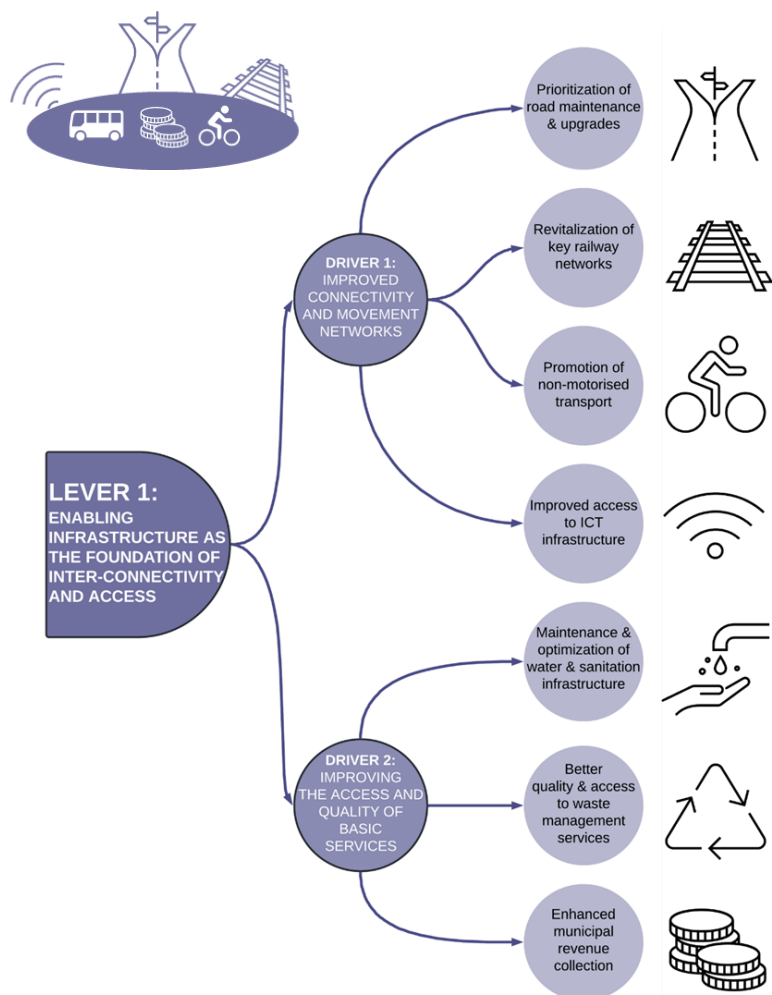 Prioritization of
road maintenance
& upgrades
Revitalization of
key railway
networks
DRIVER 1:
IMPROVED
CONNECTIVITY
AND MOVEMENT
NETWORKS
Promotion of
non-motorised
transport
LEVER 1:
ENABLING
INFRASTRUCTURE AS
THE FOUNDATION OF
INTER-CONNECTIVITY
AND ACCESS
Improved access
to ICT
infrastructure
Maintenance &
optimization of
water & sanitation
infrastructure
DRIVER 2:
IMPROVING
THE ACCESS AND
QUALITY OF
BASIC
SERVICES
Better
quality & access
to waste
management
services
Enhanced
municipal
revenue
collection